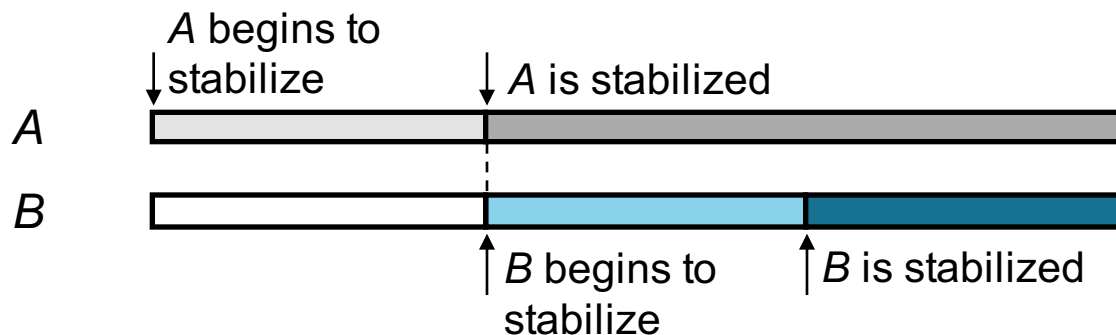 A begins to
stabilize
A is stabilized
A
B
B begins to
stabilize
B is stabilized